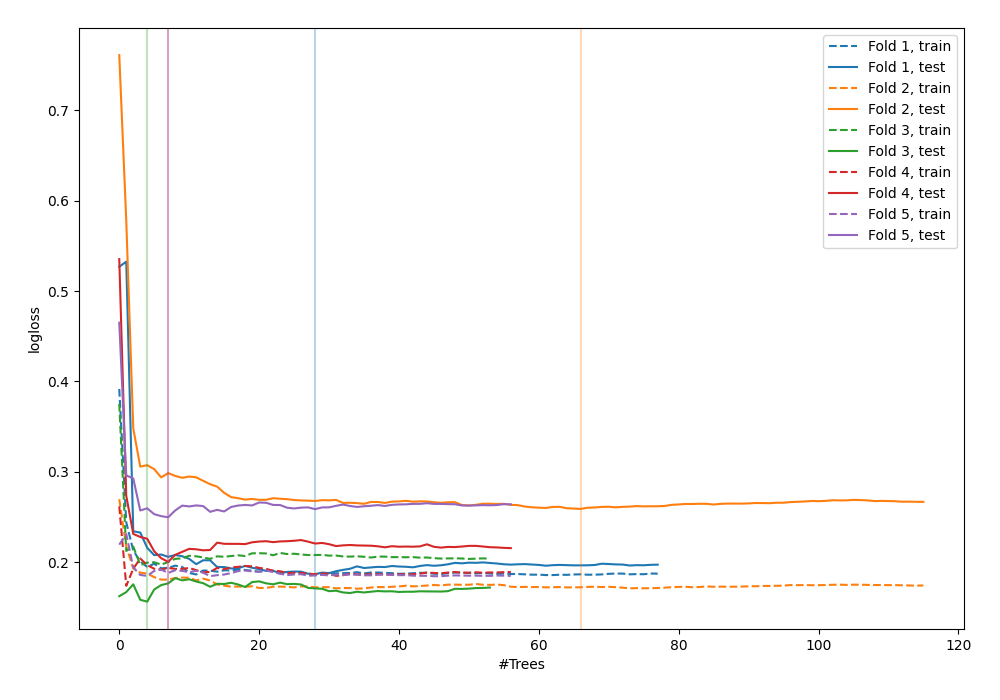 0.7
0.6
0.5
0.4
0.3
0.2
logloss
0 20 40 60 80 100 120
#Trees
Fold 1, train
Fold 1, test
Fold 2, train
Fold 2, test
Fold 3, train
Fold 3, test
Fold 4, train
Fold 4, test
Fold 5, train
Fold 5, test